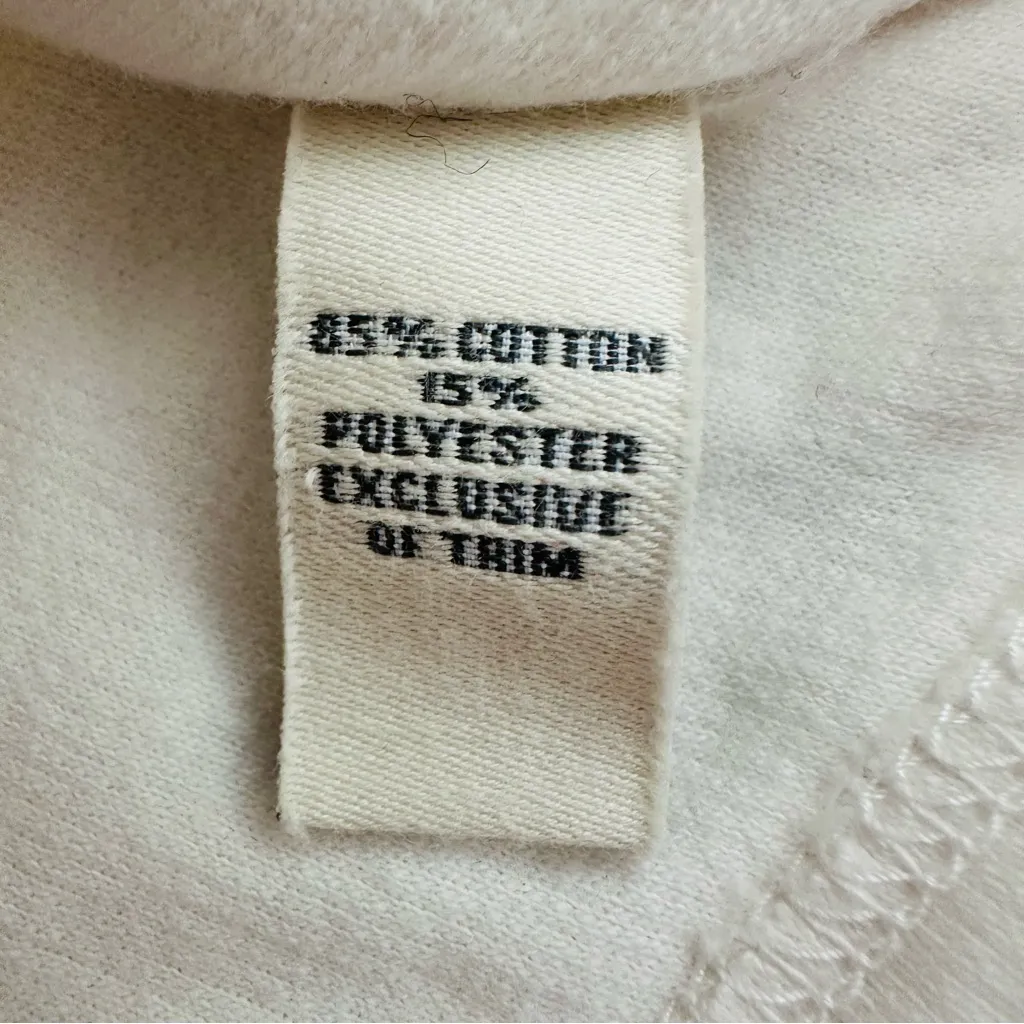 85% COTTON
15%
POLYESTER
EXCLUSIVE
OF TRIM